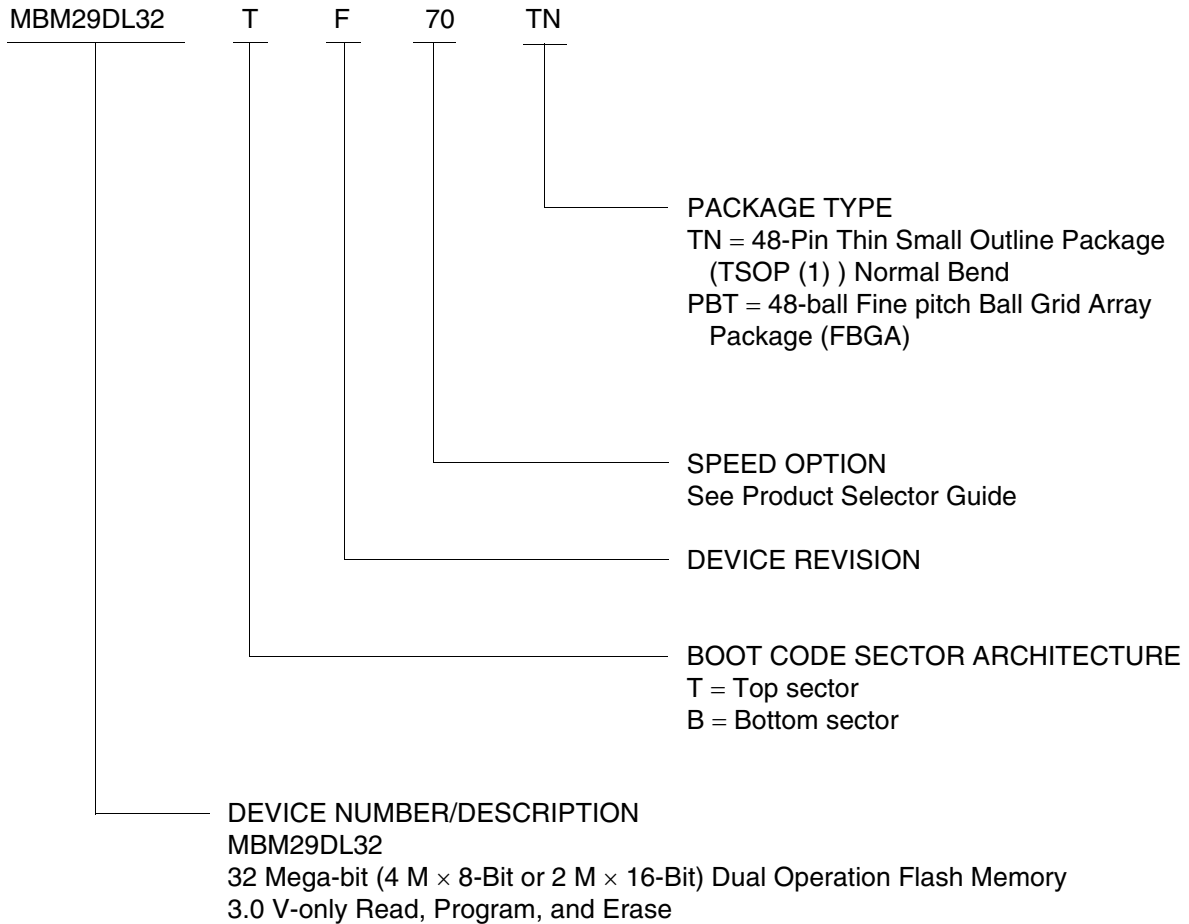 MBM29DL32 T F 70 TN
PACKAGE TYPE
TN = 48-Pin Thin Small Outline Package
(TSOP (1) ) Normal Bend
PBT = 48-ball Fine pitch Ball Grid Array
Package (FBGA)
SPEED OPTION
See Product Selector Guide
DEVICE REVISION
BOOT CODE SECTOR ARCHITECTURE
T = Top sector
B = Bottom sector
DEVICE NUMBER/DESCRIPTION
MBM29DL32
32 Mega-bit (4 M × 8-Bit or 2 M × 16-Bit) Dual Operation Flash Memory
3.0 V-only Read, Program, and Erase